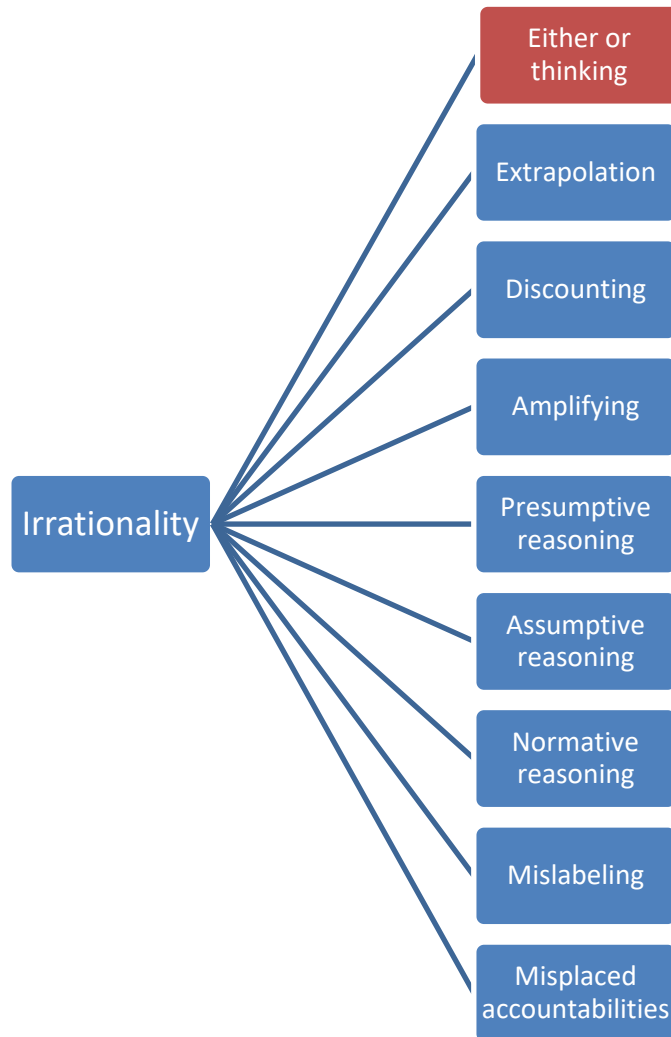 Either or
thinking
Extrapolation
Discounting
Amplifying
Irrationality
Presumptive
reasoning
Assumptive
reasoning
Normative
reasoning
Mislabeling
Misplaced
accountabilities